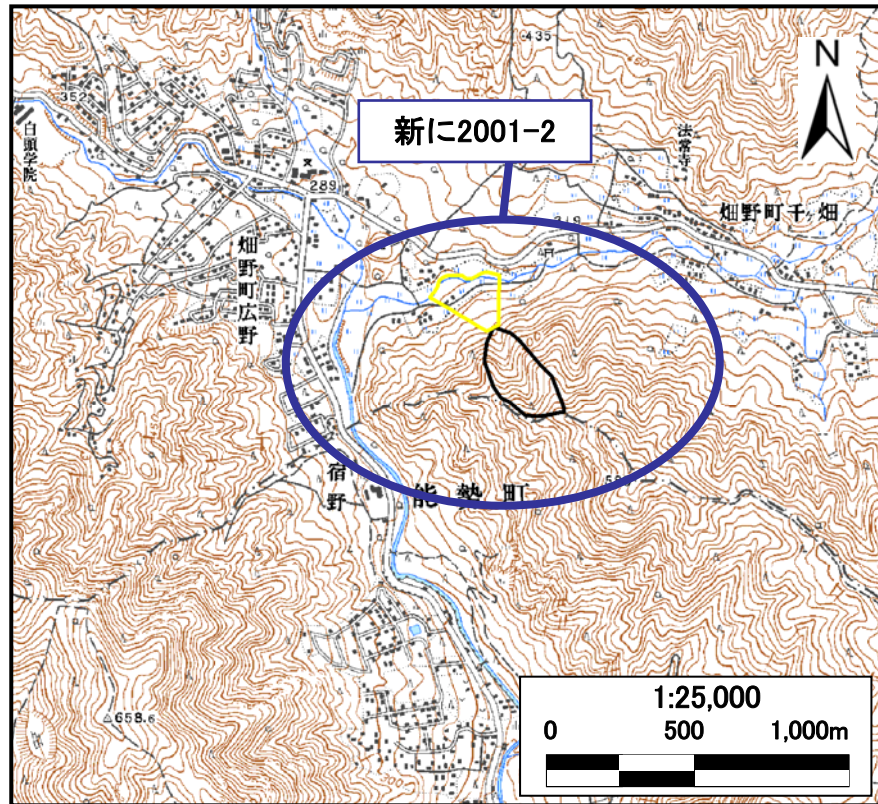 435
N
352
白頭学院
新に2001-2
法常寺
289
畑野町千ヶ畑
畑野町広野
宿野
能勢町
△658.6
200
1:25,000
0 500 1,000m